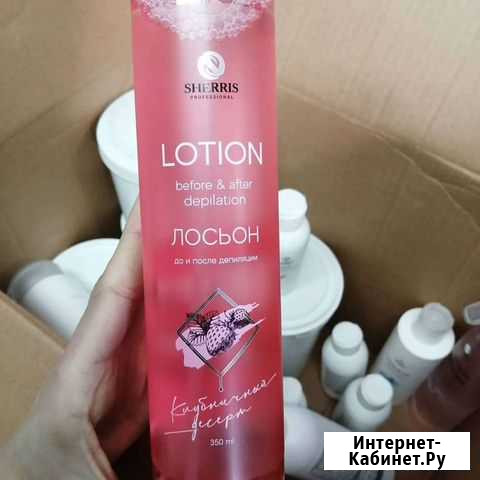 SHERRIS
PROFESSIONAL
LOTION
before & after
depilation
ЛОСЬОН
до и после депиляции
Клубничный
десерт
350 ml
Интернет-
Кабинет.Ру